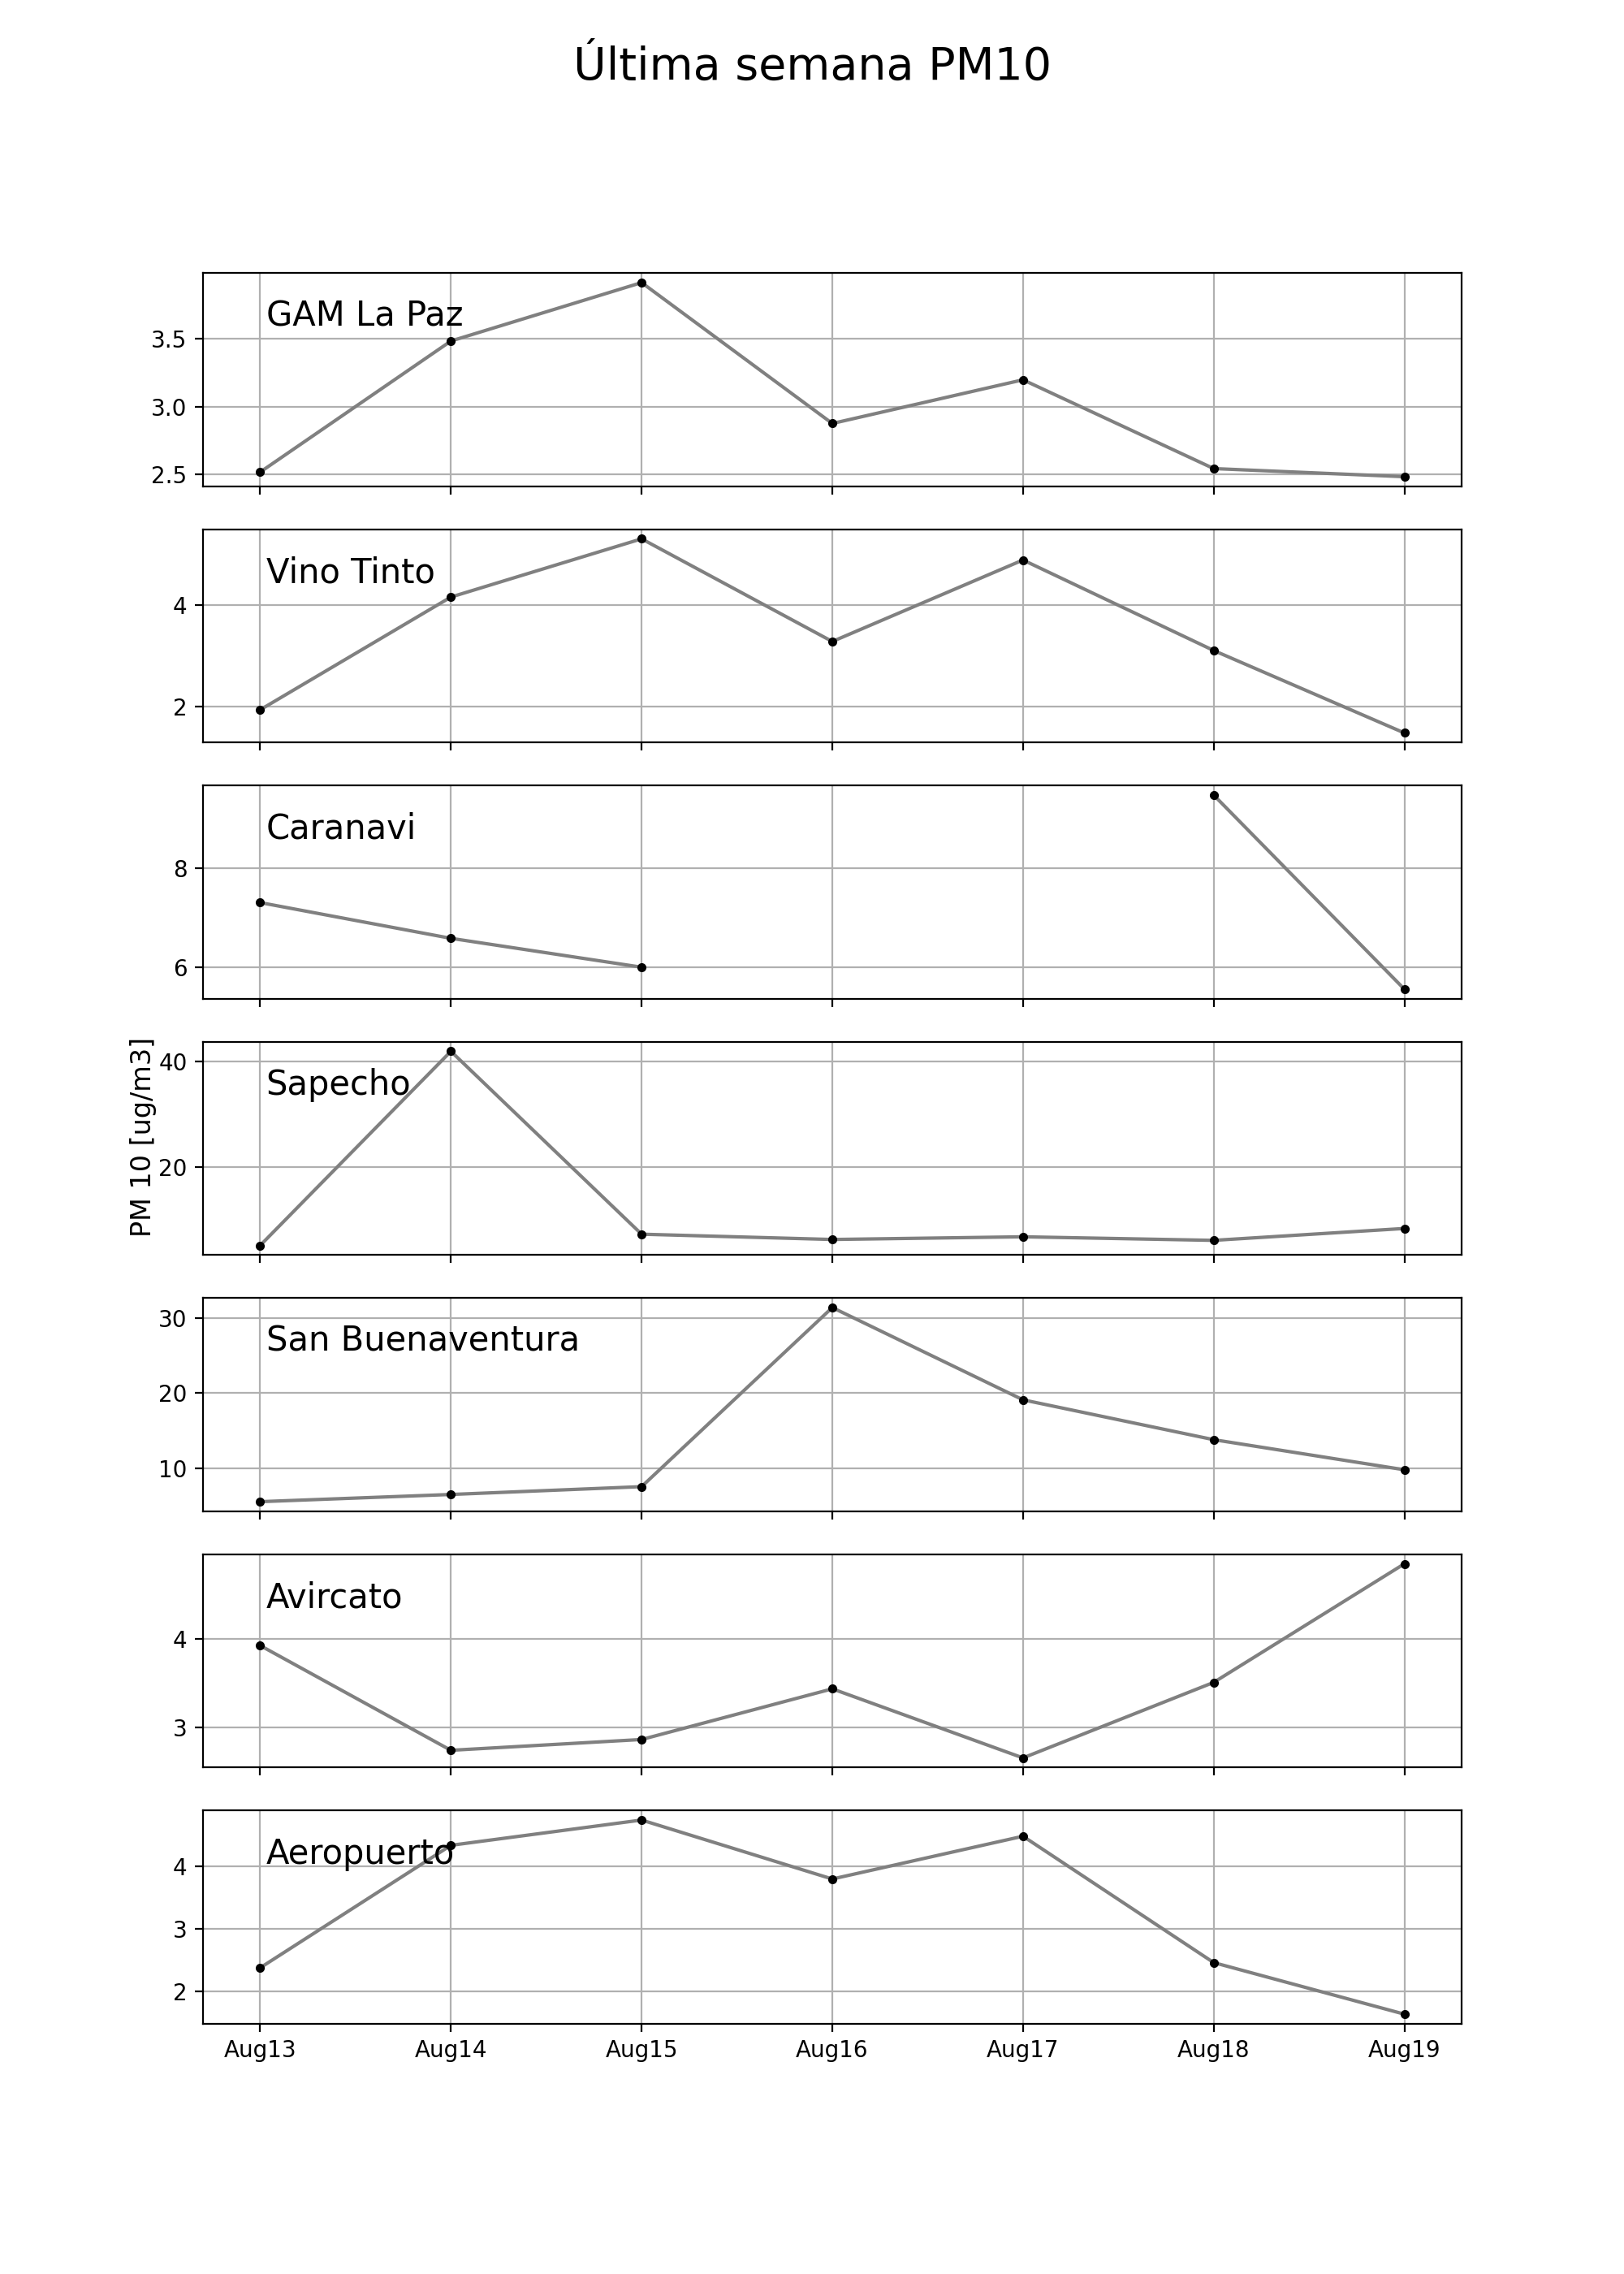 Última semana PM10
GAM La Paz
3.5
3.0
2.5
Vino Tinto
4
2
Caranavi
8
6
PM 10 [ug/m3]
Sapecho
40
20
San Buenaventura
30
20
10
Avircato
4
3
Aeropuerto
4
3
2
Aug13 Aug14 Aug15 Aug16 Aug17 Aug18 Aug19